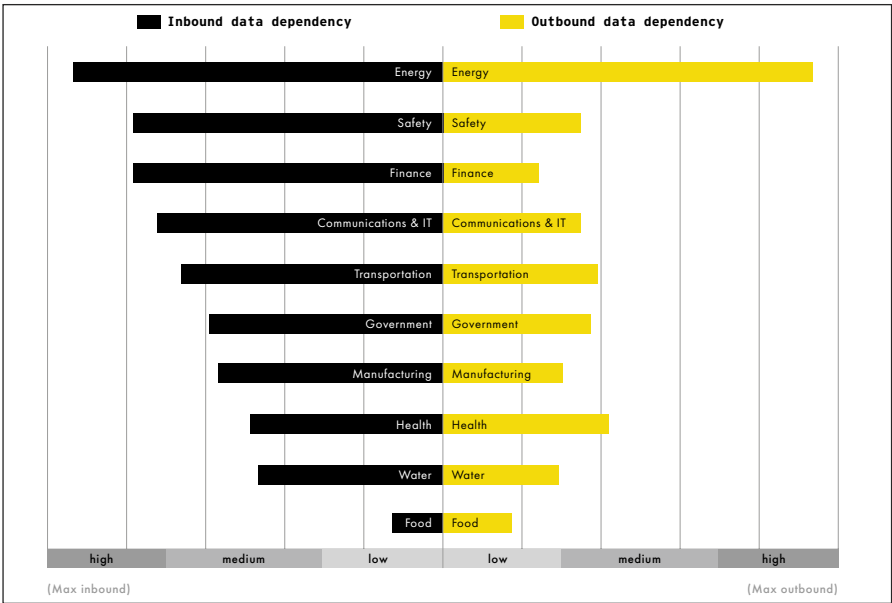 Inbound data dependency Outbound data dependency
Energy Energy
Safety Safety
Finance Finance
Communications & IT Communications & IT
Transportation Transportation
Government Government
Manufacturing Manufacturing
Health Health
Water Water
Food Food
high medium low low medium high
(Max inbound) (Max outbound)